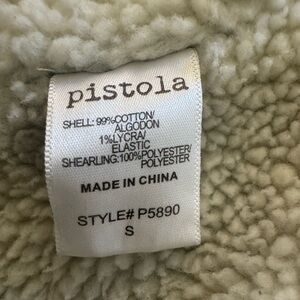 pistola
SHELL: 99%COTTON/
ALGODON
1%LYCRA/
ELASTIC
SHEARLING:100%POLYESTER/
POLYESTER
MADE IN CHINA
STYLE# P5890
S